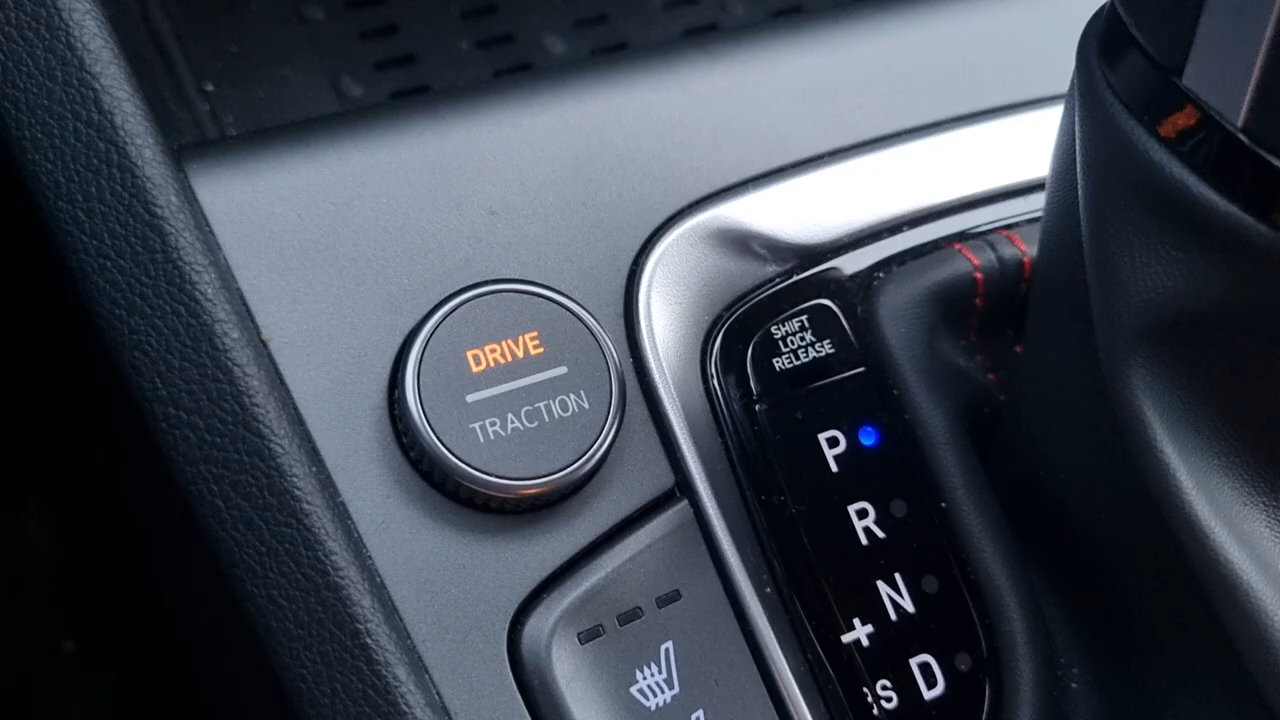 DRIVE
TRACTION
SHIFT
LOCK
RELEASE
P
R
N
+
D
S